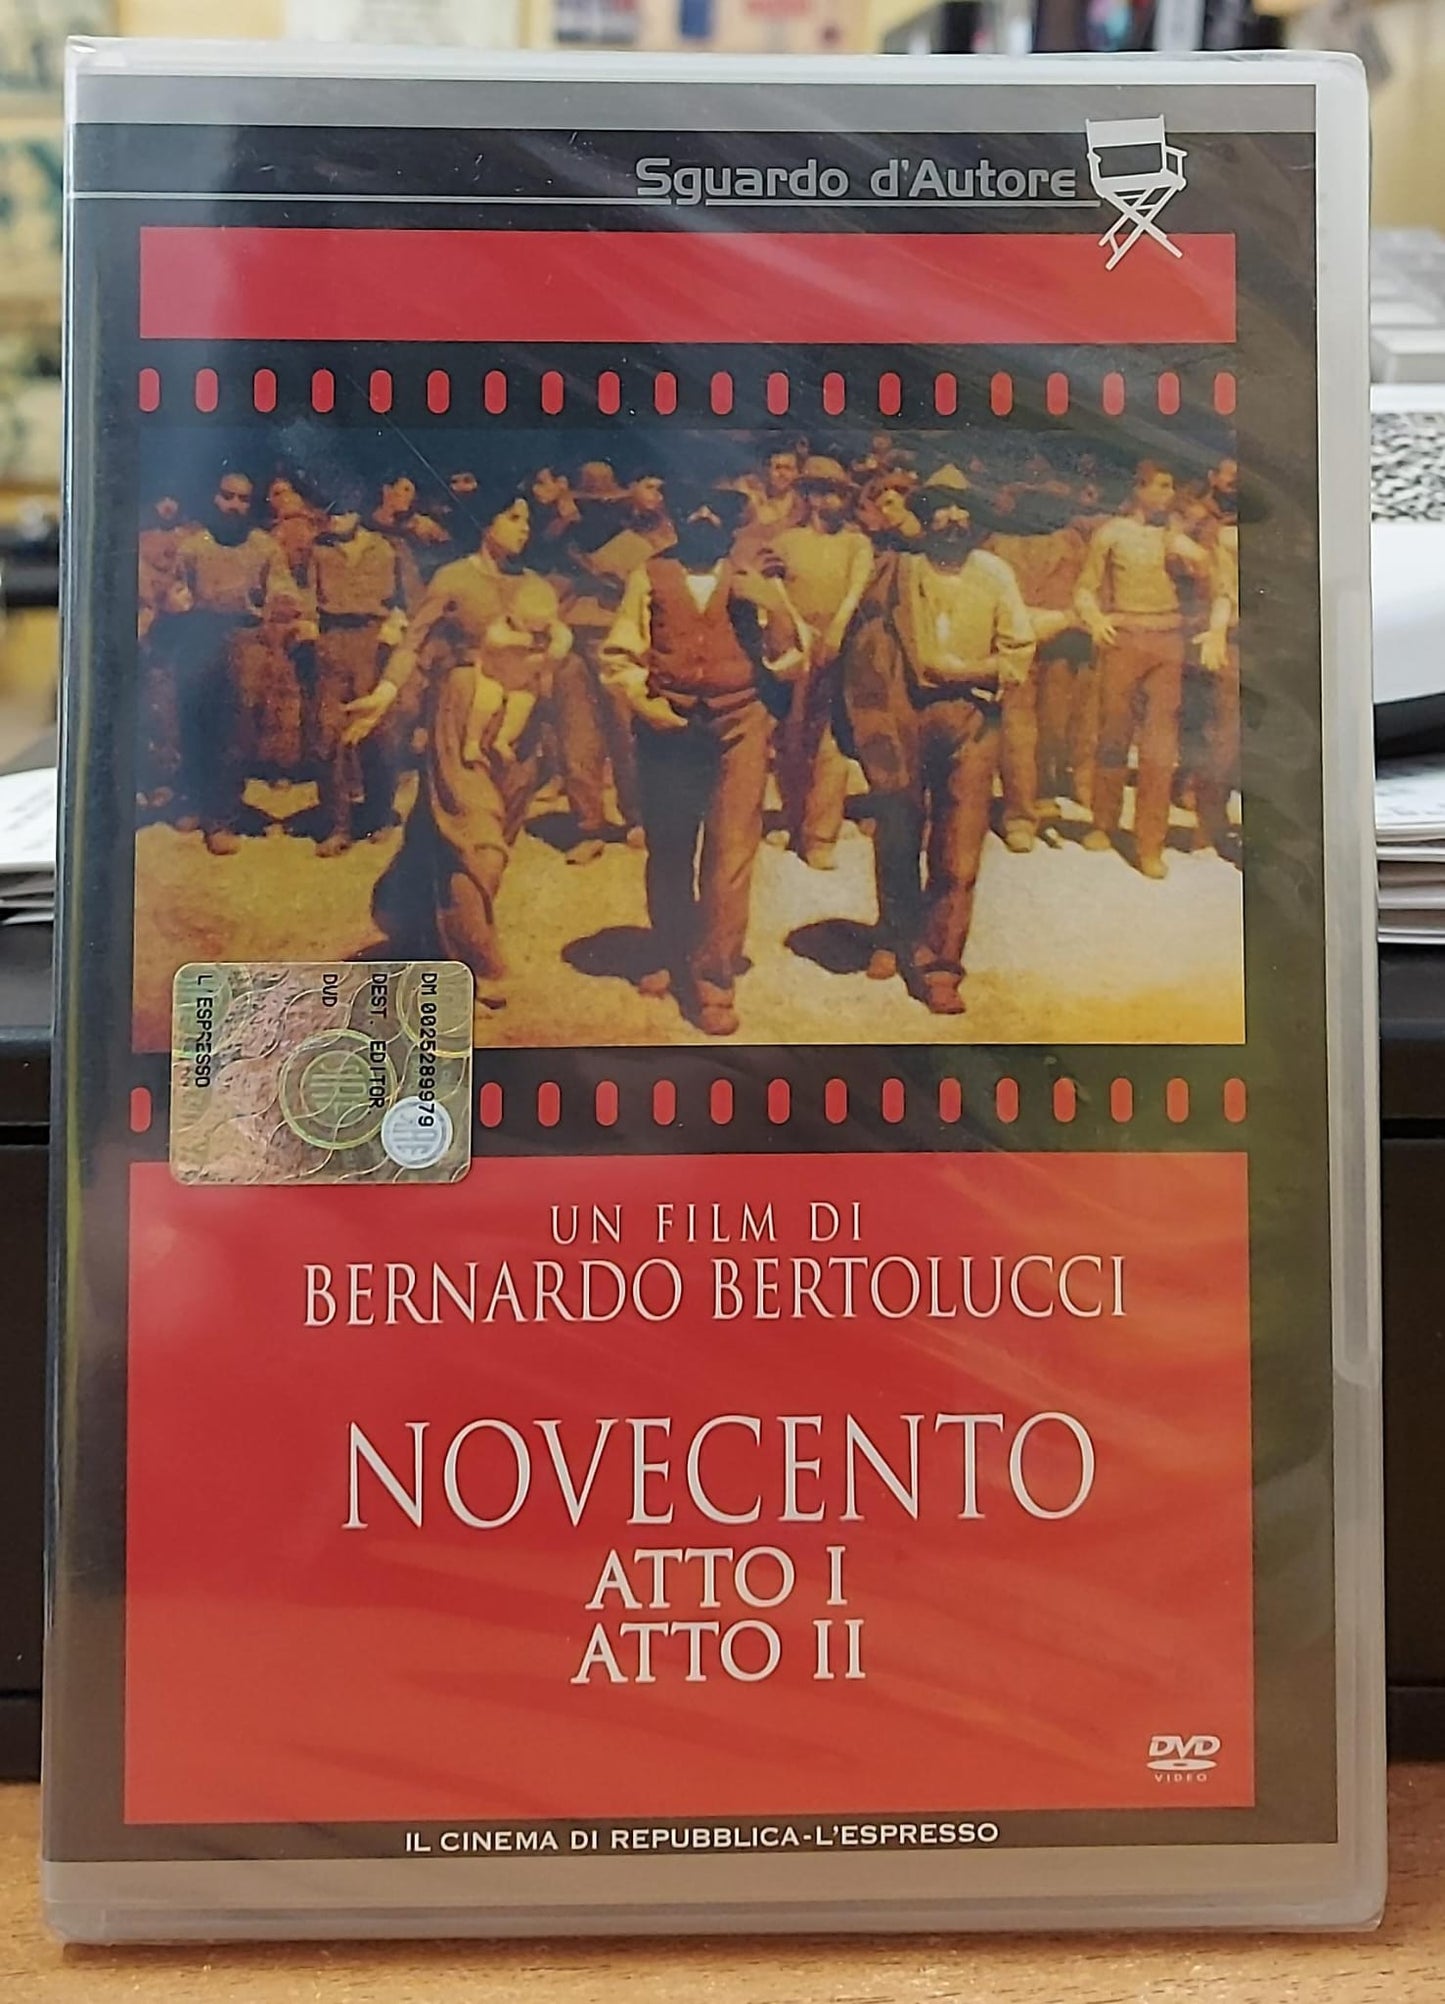 Sguardo d'Autore
DM 0025289979
DEST. EDITOR
DVD
L'ESPRESSO
SIAE
UN FILM DI
BERNARDO BERTOLUCCI
NOVECENTO
ATTO I
ATTO II
DVD
VIDEO
IL CINEMA DI REPUBBLICA-L'ESPRESSO